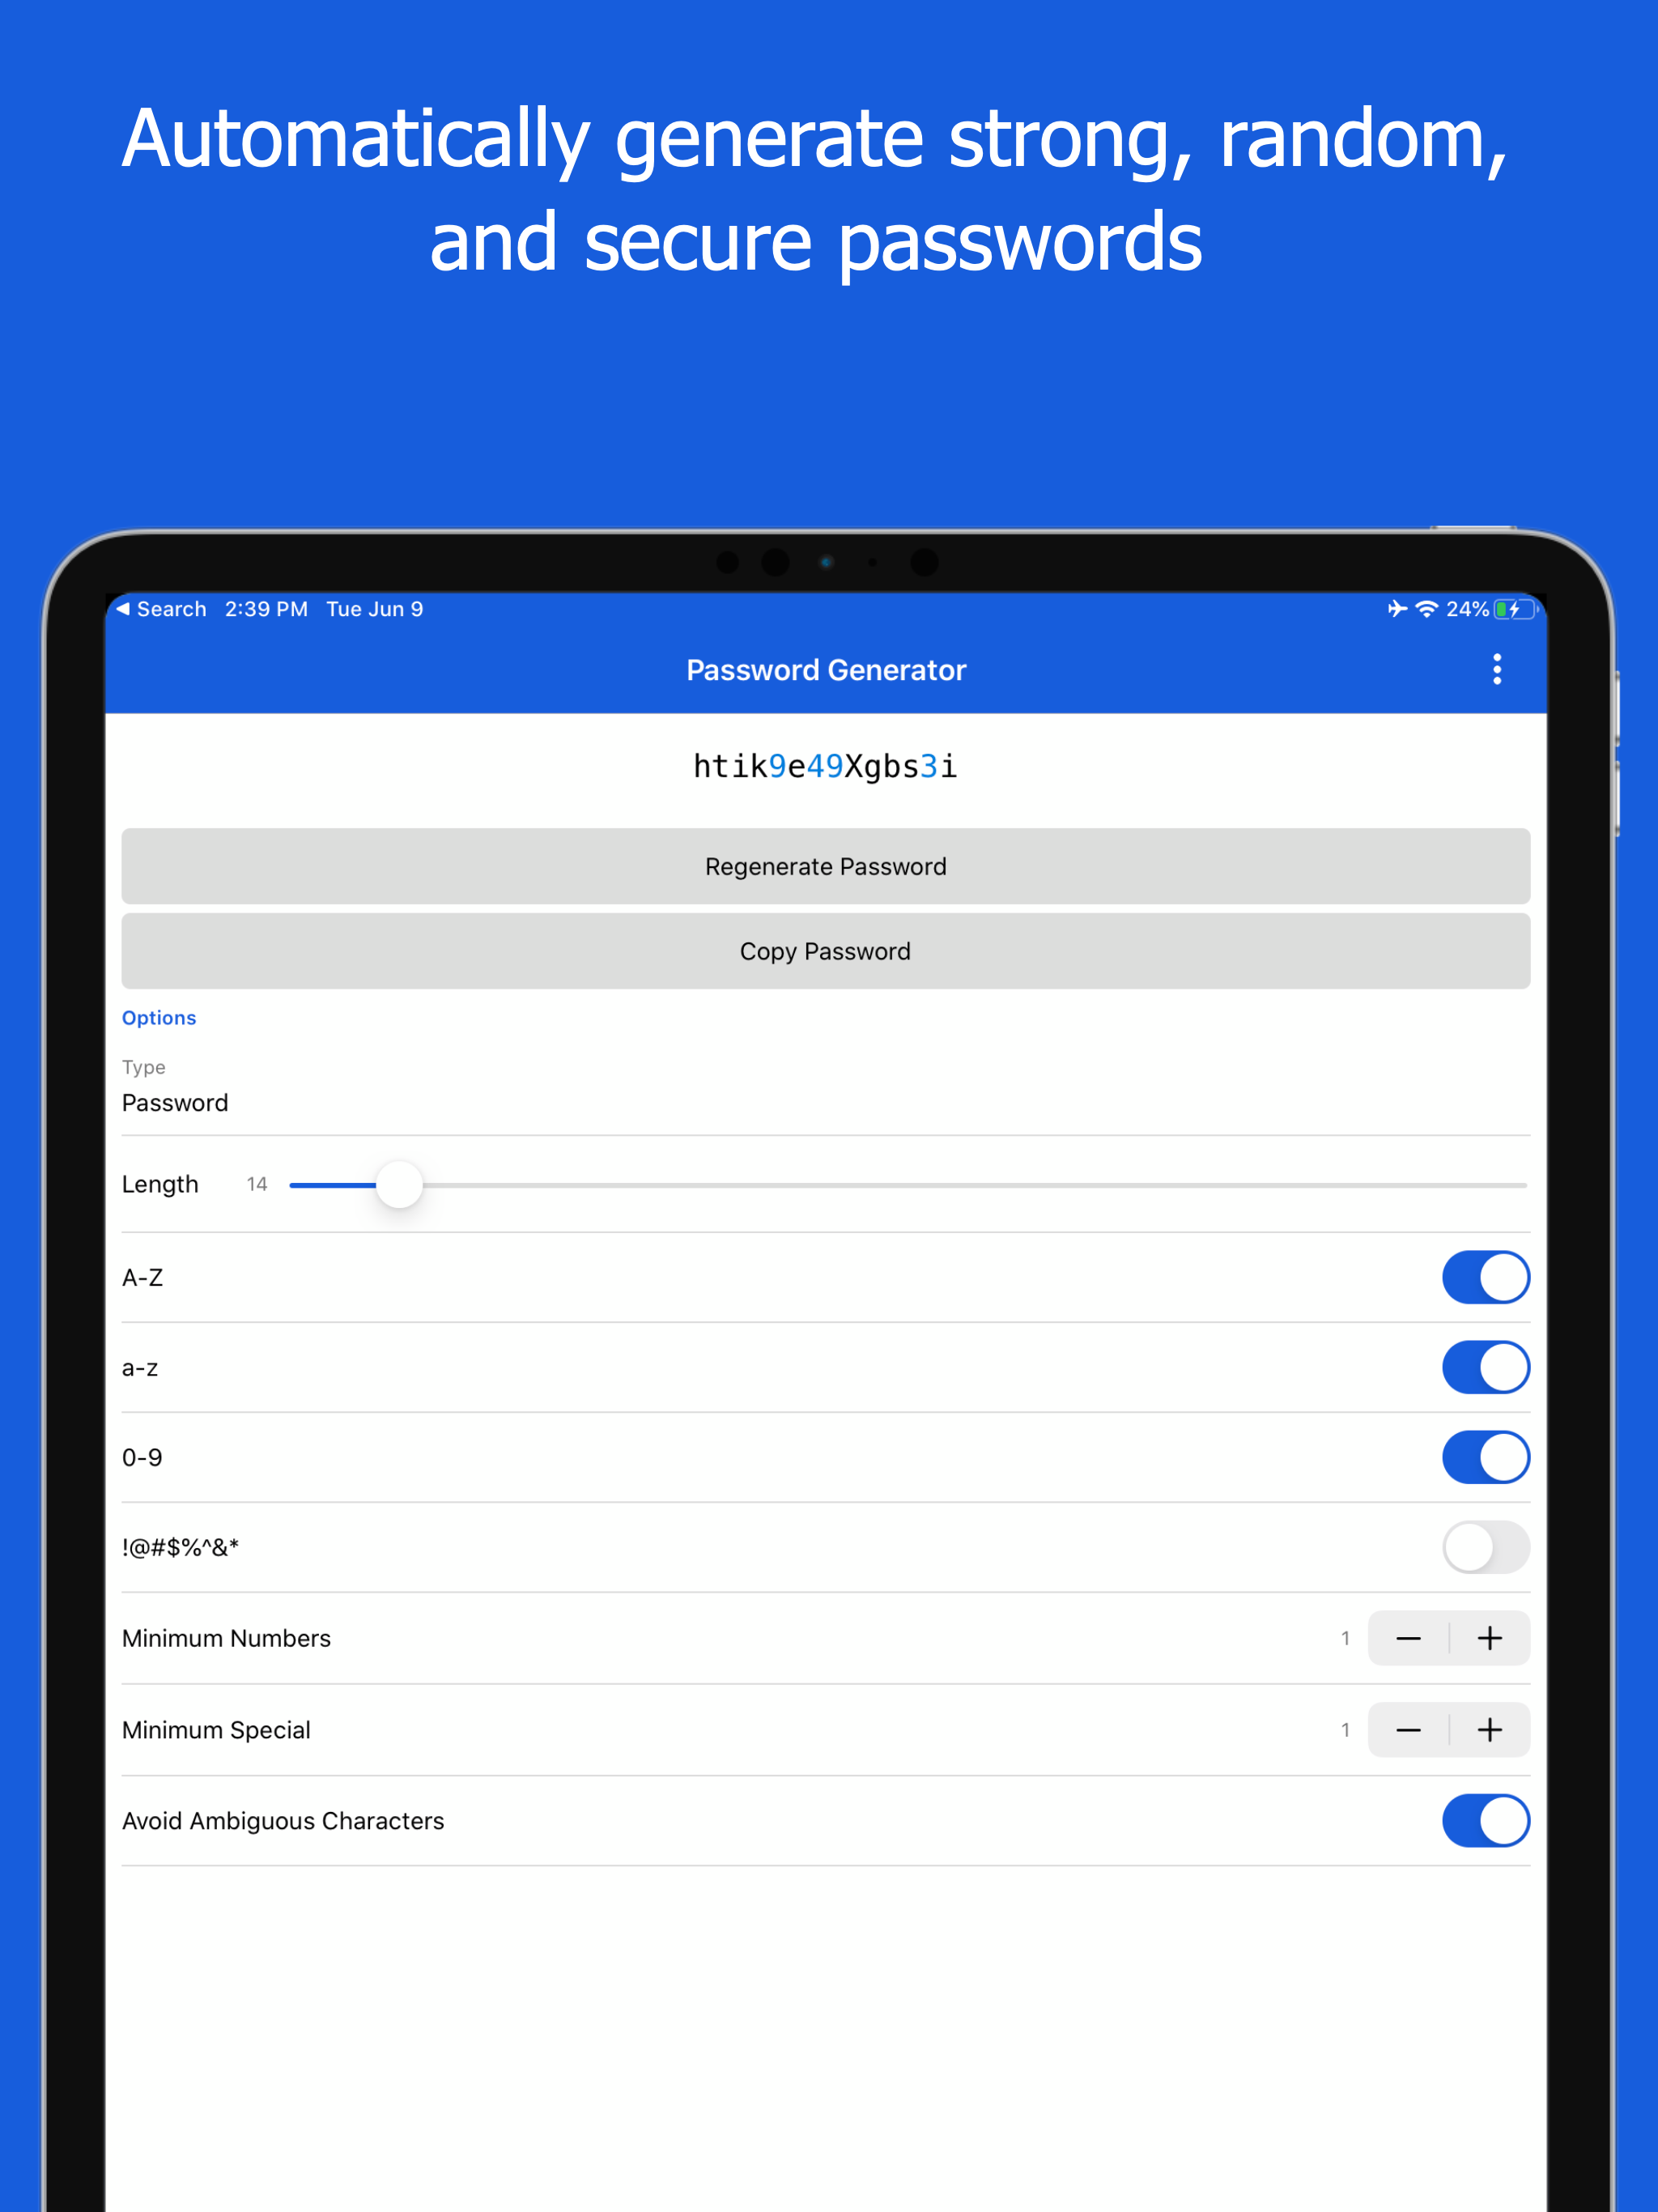 Automatically generate strong, random,
and secure passwords
Search 2:39 PM Tue Jun 9 24%
Password Generator
htik9e49Xgbs3i
Regenerate Password
Copy Password
Options
Type
Password
Length 14
A-Z
a-z
0-9
!@#$%^&*
Minimum Numbers 1 − +
Minimum Special 1 − +
Avoid Ambiguous Characters